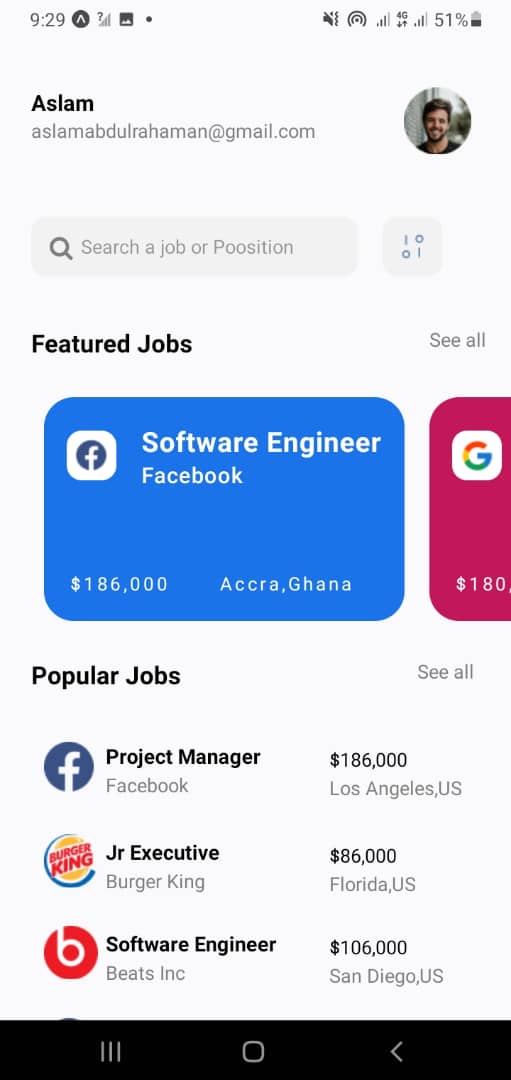 9:29 ? 4G 51%
Aslam
aslamabdulrahaman@gmail.com
Search a job or Poosition
Featured Jobs See all
Software Engineer
Facebook
$186,000 Accra,Ghana $180,
Popular Jobs See all
Project Manager $186,000
Facebook Los Angeles,US
BURGER KING Jr Executive $86,000
Burger King Florida,US
Software Engineer $106,000
Beats Inc San Diego,US